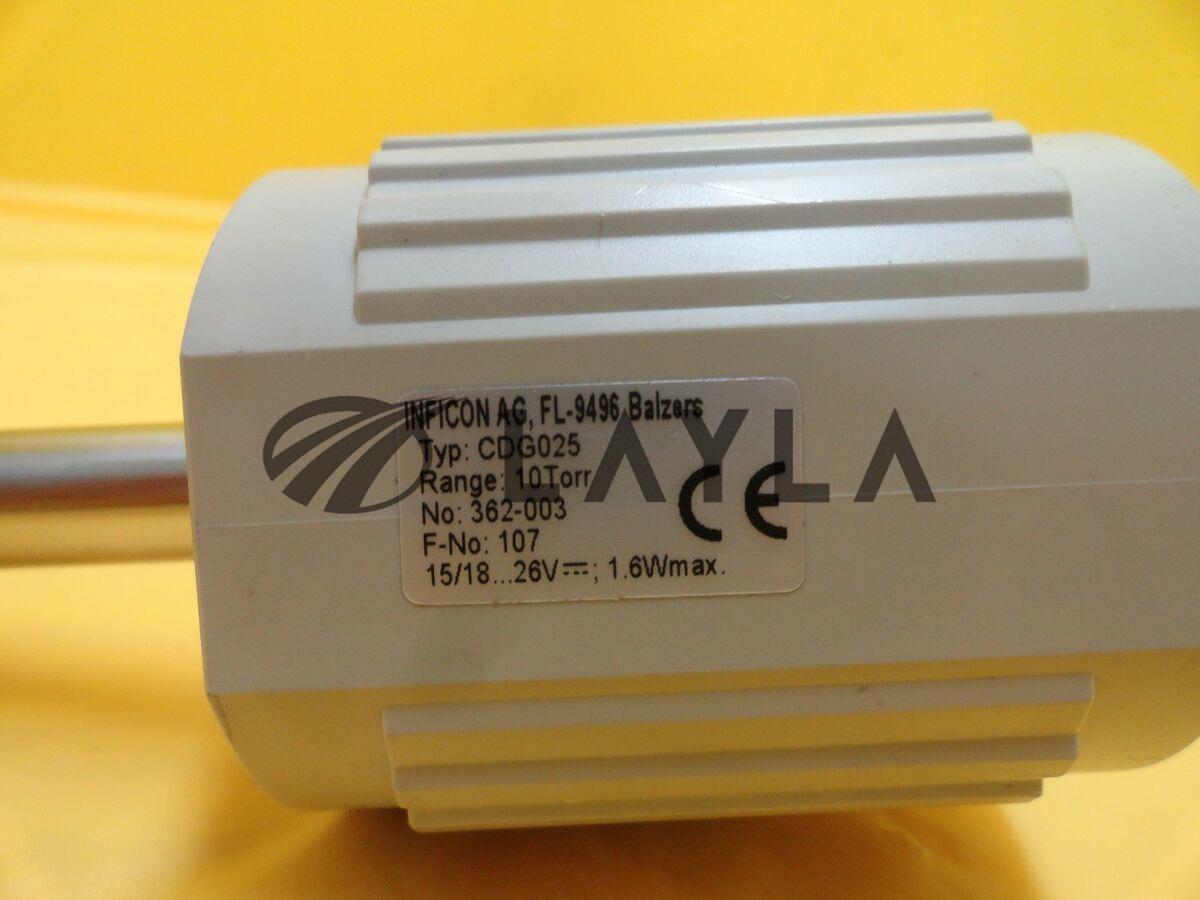 INFICON AG, FL-9496 Balzers
Typ: CDG025
Range: 10Torr
No: 362-003
F-No: 107
15/18...26V⎓; 1.6Wmax.
CE
LAYLA